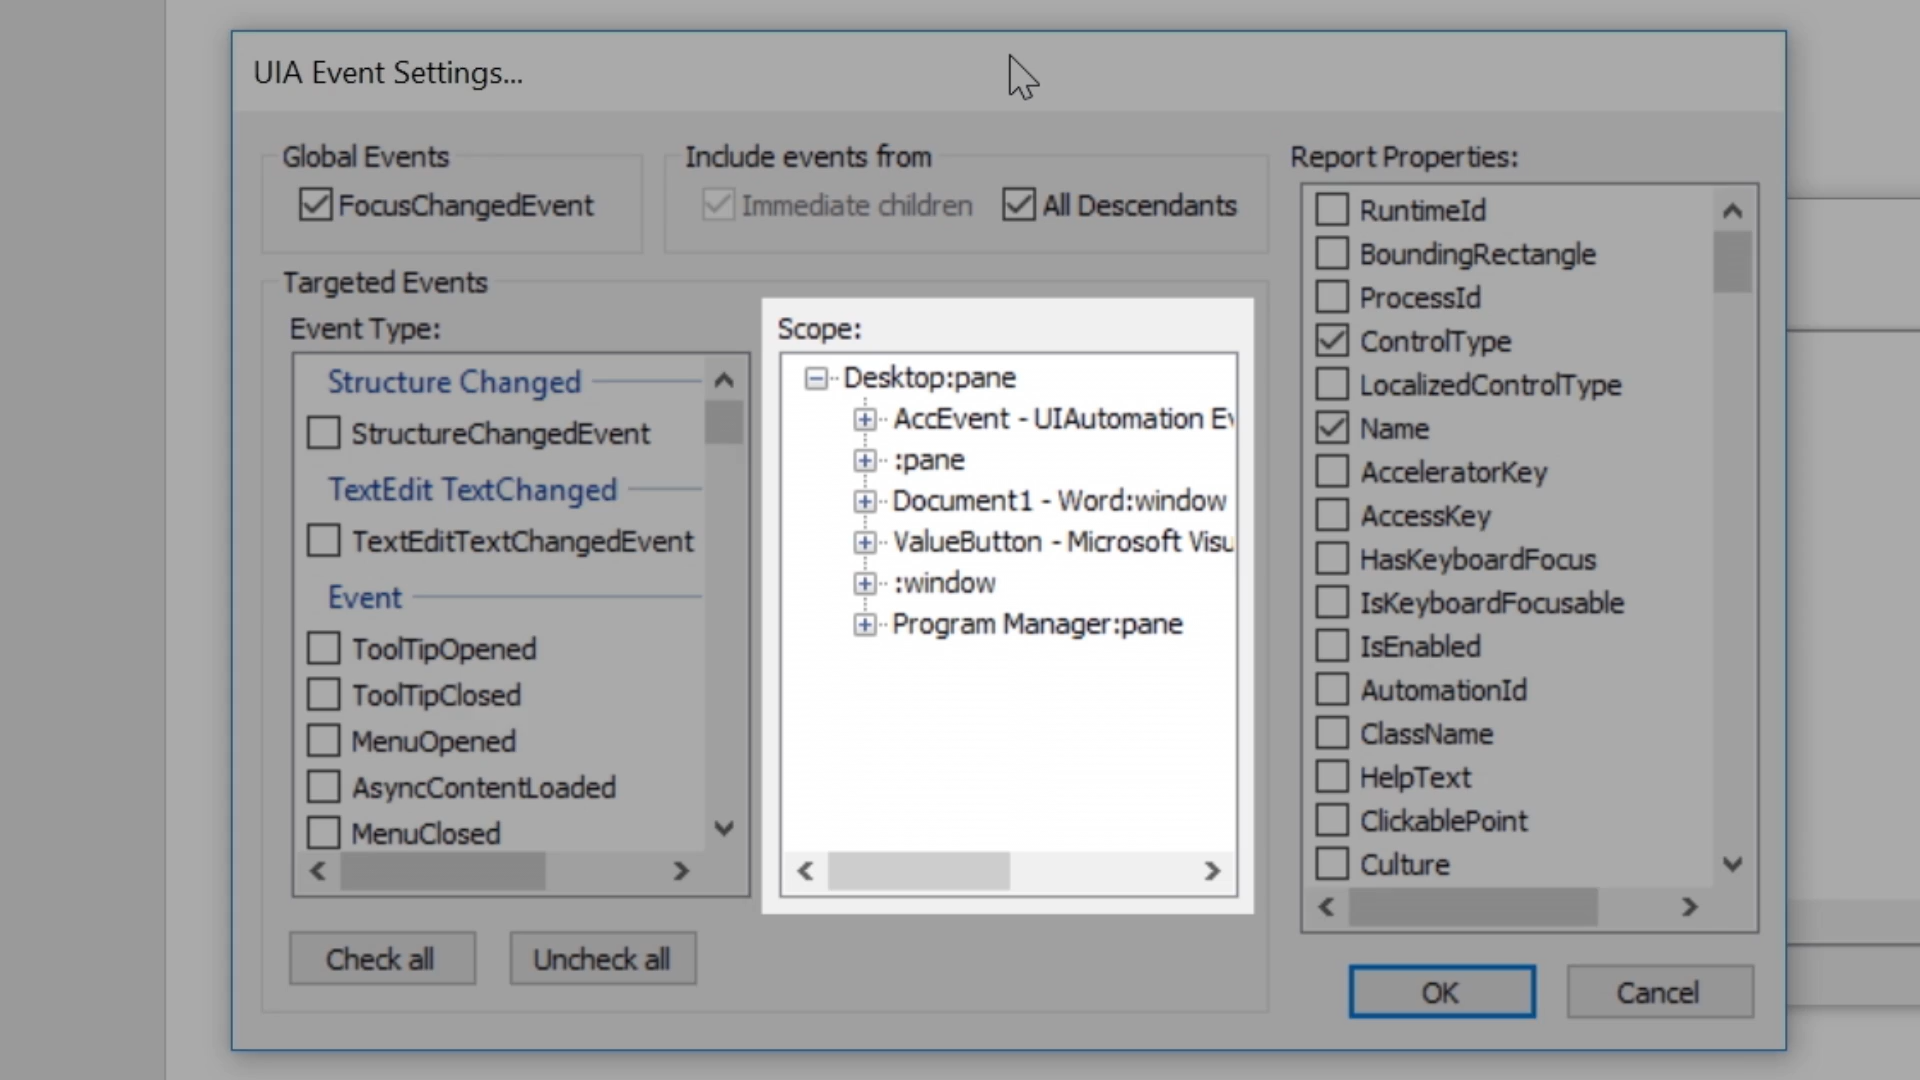 UIA Event Settings...
Global Events
FocusChangedEvent
Include events from
Immediate children
All Descendants
Targeted Events
Event Type:
Structure Changed
StructureChangedEvent
TextEdit TextChanged
TextEditTextChangedEvent
Event
ToolTipOpened
ToolTipClosed
MenuOpened
AsyncContentLoaded
MenuClosed
Check all
Uncheck all
Scope:
Desktop:pane
AccEvent - UIAutomation Ev
:pane
Document1 - Word:window
ValueButton - Microsoft Visu
:window
Program Manager:pane
Report Properties:
RuntimeId
BoundingRectangle
ProcessId
ControlType
LocalizedControlType
Name
AcceleratorKey
AccessKey
HasKeyboardFocus
IsKeyboardFocusable
IsEnabled
AutomationId
ClassName
HelpText
ClickablePoint
Culture
OK
Cancel